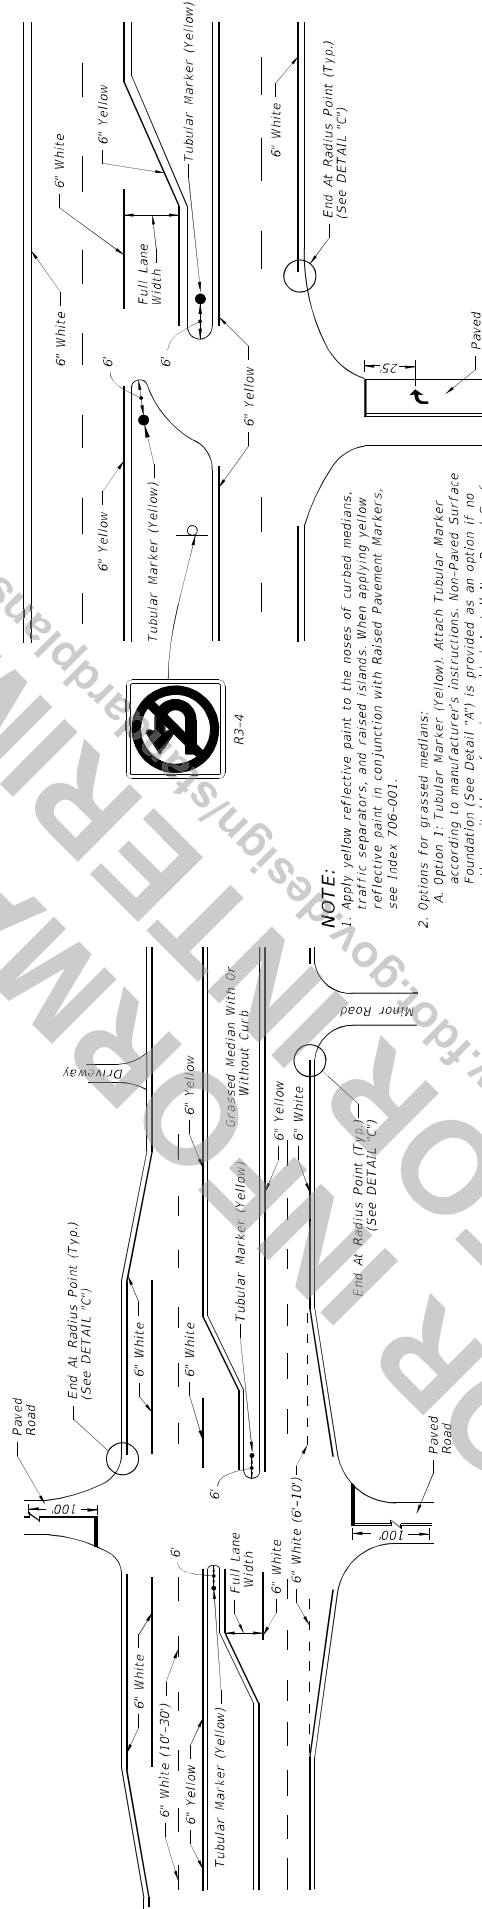 Paved
Road
100'
End At Radius Point (Typ.)
(See DETAIL "C")
Driveway
6" White
6" White
6" White (10'-30')
6" White
6" Yellow
6" Yellow
6'
6'
Tubular Marker (Yellow)
Tubular Marker (Yellow)
Grassed Median With Or
Without Curb
Full Lane
Width
6" White
6" Yellow
6" White (6'-10')
6" White
End At Radius Point (Typ.)
(See DETAIL "C")
Minor Road
100'
Paved
Road
6" White
6" White
6" Yellow
6" Yellow
Full Lane
Width
6'
6'
Tubular Marker (Yellow)
Tubular Marker (Yellow)
6" Yellow
6" White
End At Radius Point (Typ.)
(See DETAIL "C")
25'
Paved
R3-4
NOTE:
1. Apply yellow reflective paint to the noses of curbed medians,
traffic separators, and raised islands. When applying yellow
reflective paint in conjunction with Raised Pavement Markers,
see Index 706-001.
2. Options for grassed medians:
A. Option 1: Tubular Marker (Yellow). Attach Tubular Marker
according to manufacturer's instructions. Non-Paved Surface
Foundation (See Detail "A") is provided as an option if no